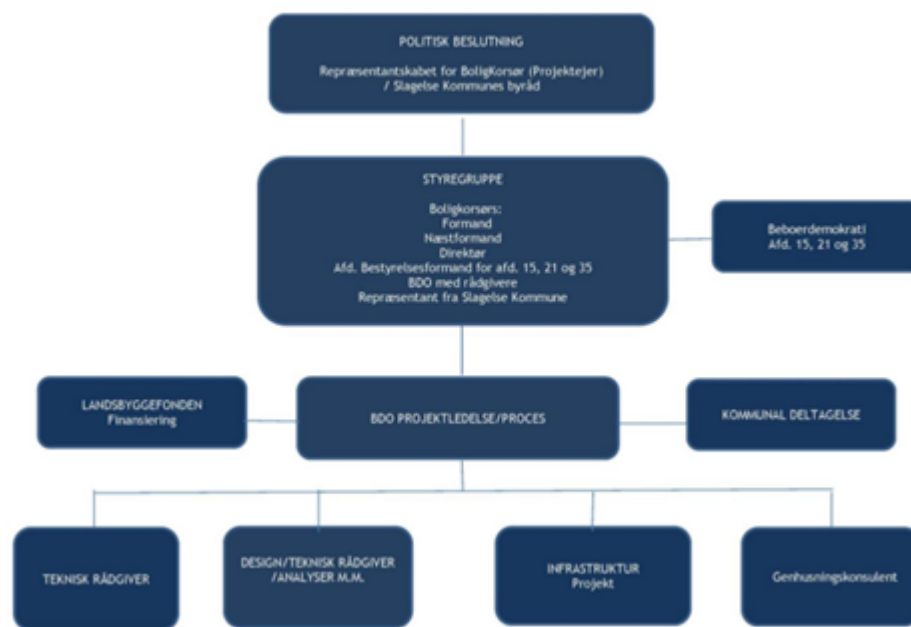 POLITISK BESLUTNING
Repræsentantskabet for BoligKorsør (Projektejer)
/ Slagelse Kommunes byråd
STYREGRUPPE
Boligkorsørs:
Formand
Næstformand
Direktør
Afd. Bestyrelsesformand for afd. 15, 21 og 35
BDO med rådgivere
Repræsentant fra Slagelse Kommune
Beboerdemokrati
Afd. 15, 21 og 35
LANDSBYGGEFONDEN
Finansiering
BDO PROJEKTLEDELSE/PROCES
KOMMUNAL DELTAGELSE
TEKNISK RÅDGIVER
DESIGN/TEKNISK RÅDGIVER
/ANALYSER M.M.
INFRASTRUKTUR
Projekt
Genhusningskonsulent